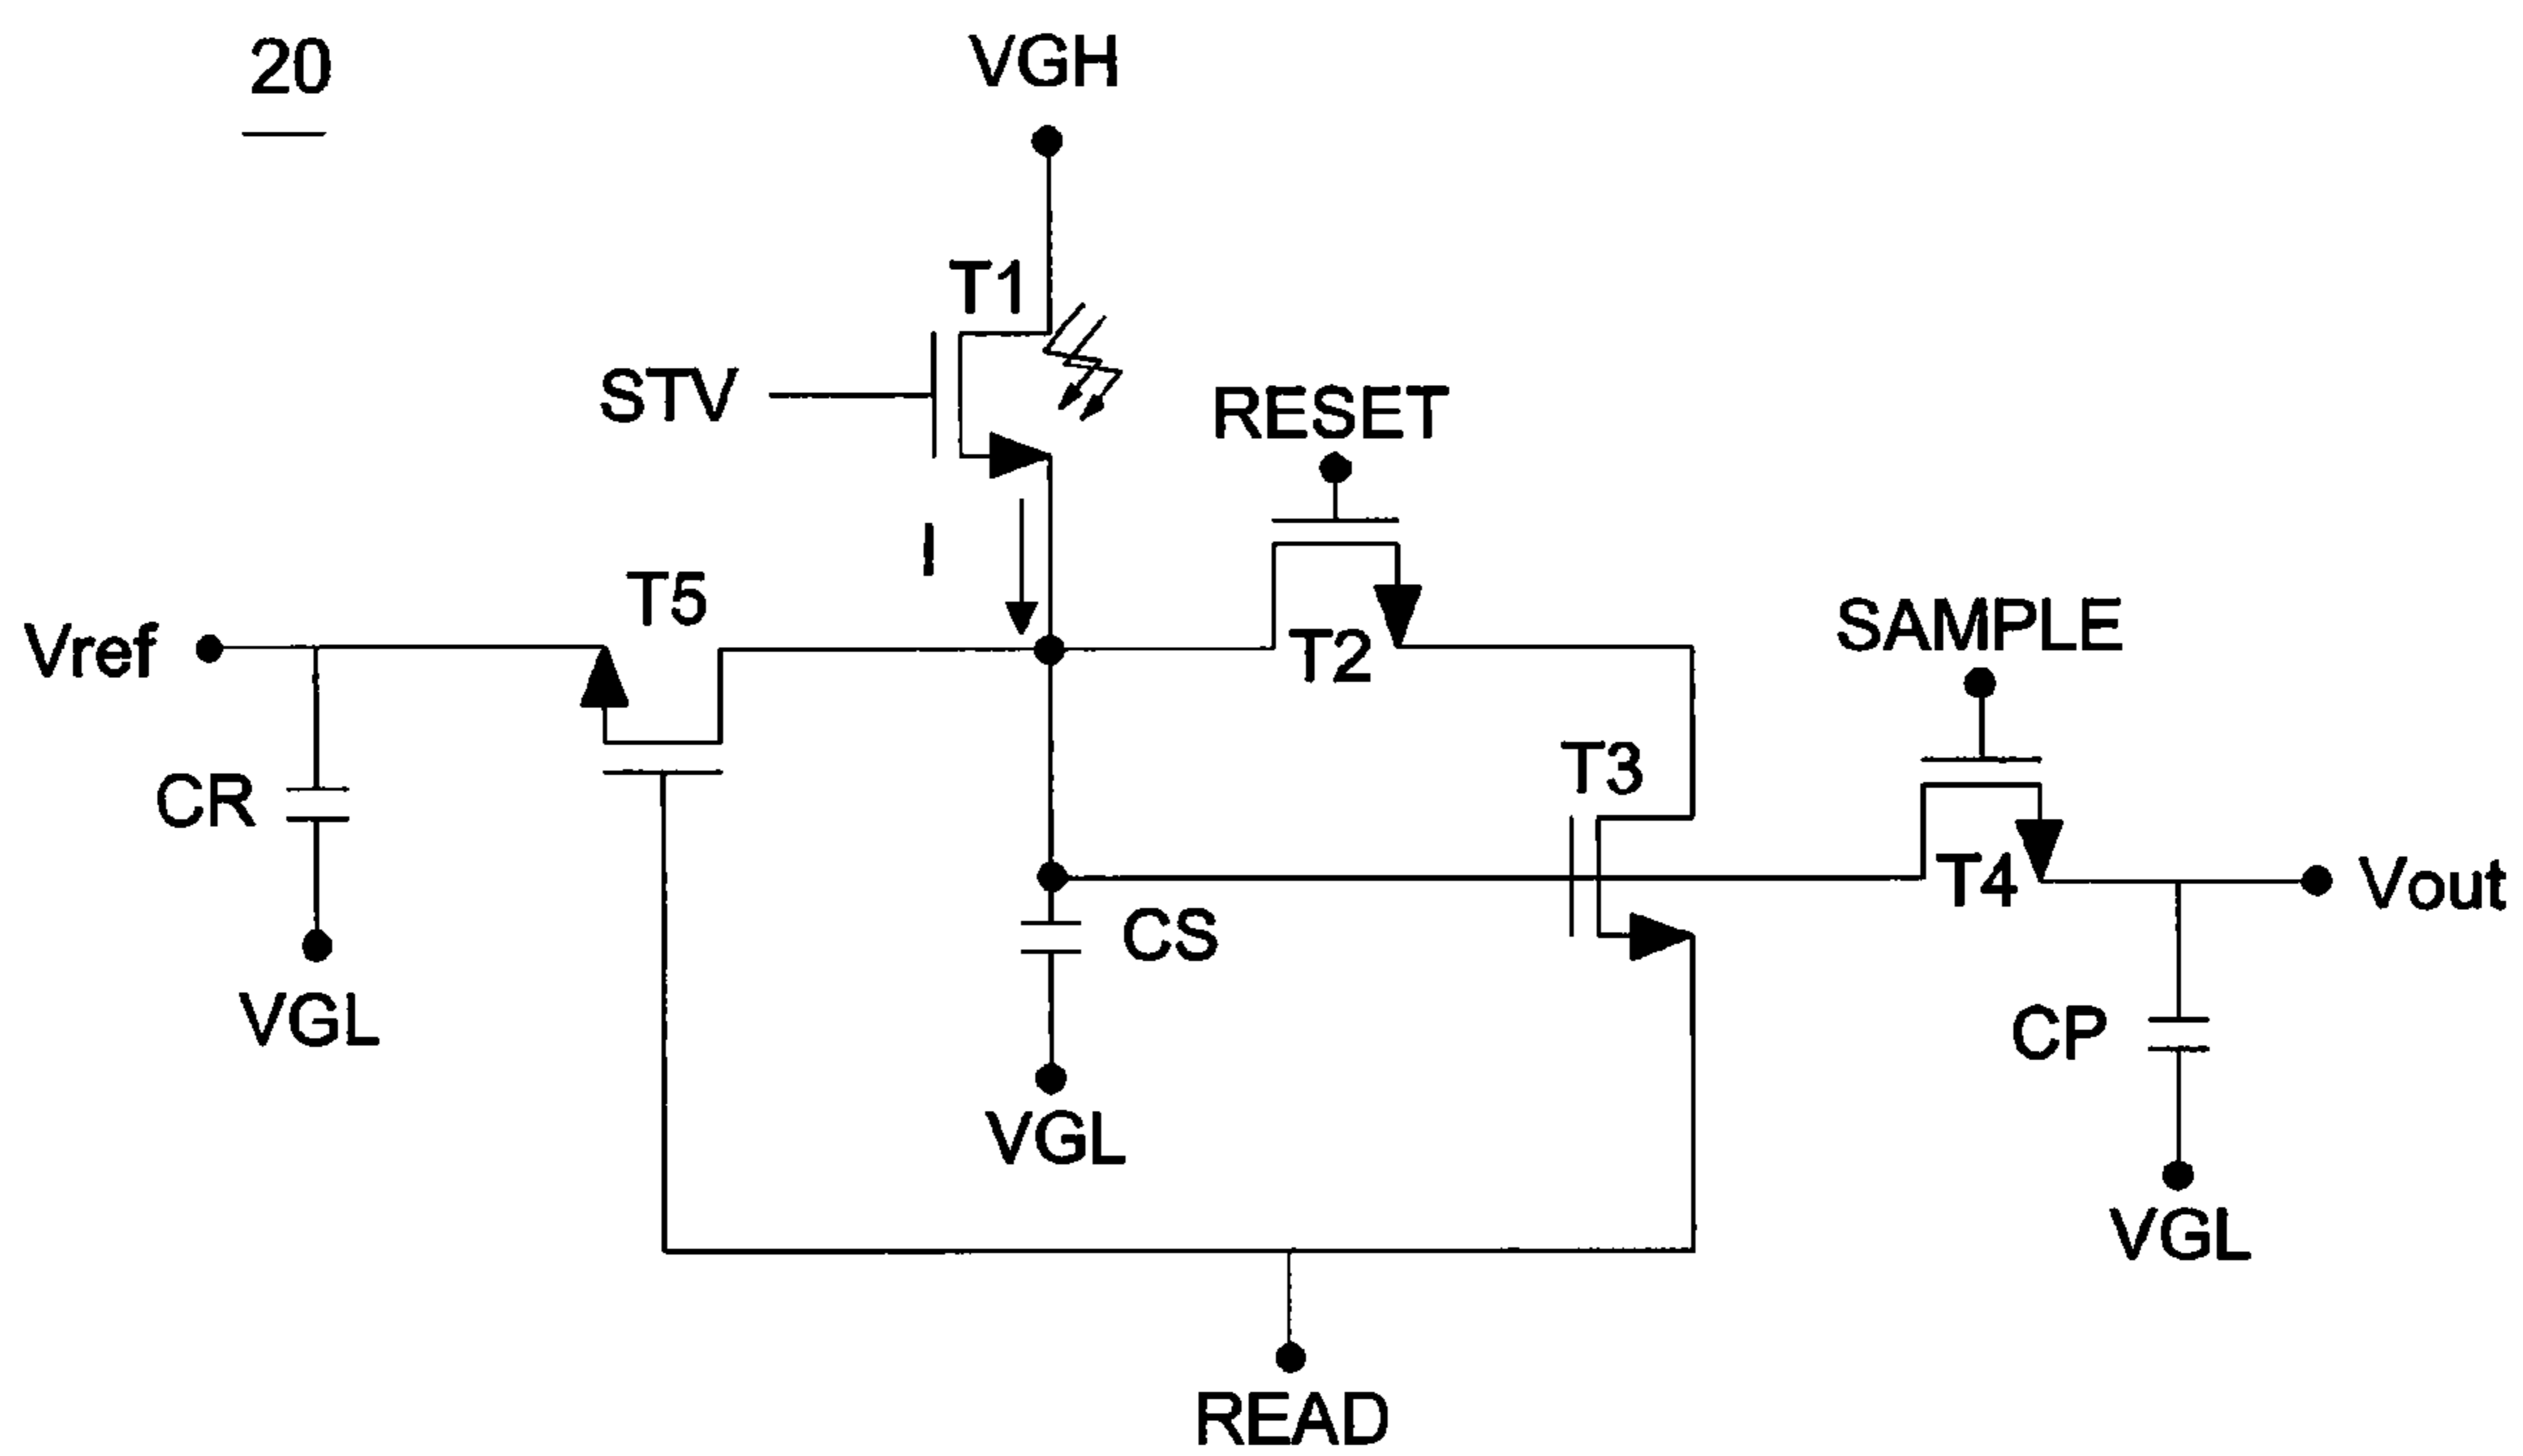 20
VGH
T1
STV
RESET
I
T5
Vref
T2
SAMPLE
T3
CR
T4
Vout
CS
VGL
CP
VGL
VGL
READ